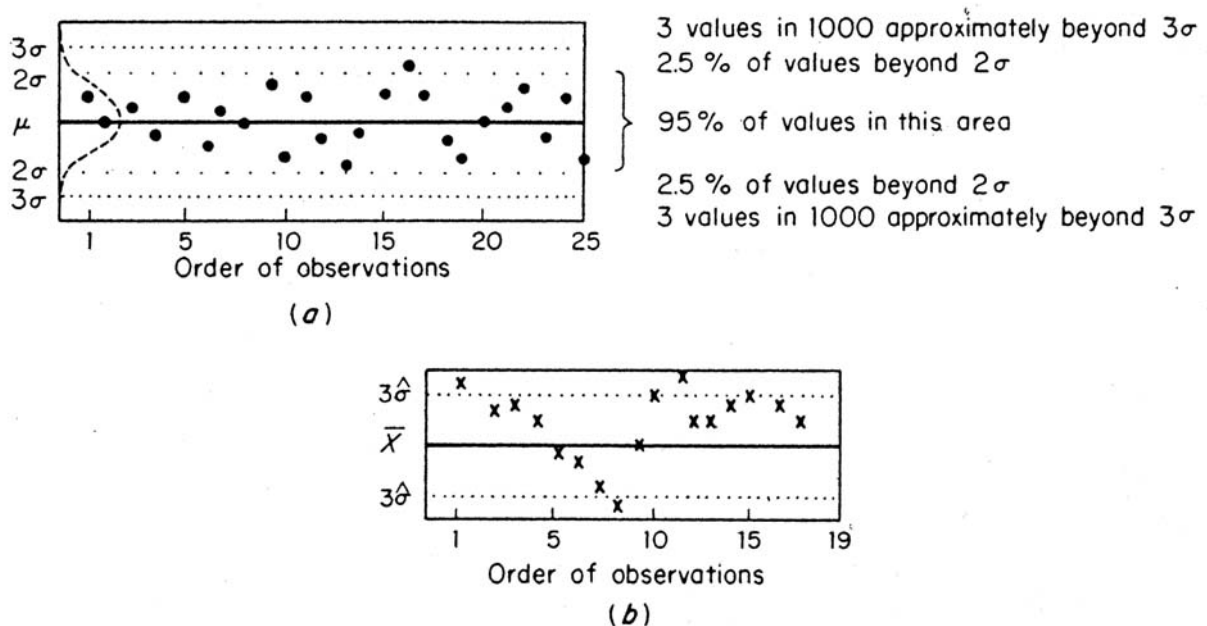 3 values in 1000 approximately beyond 3σ
3σ
2.5 % of values beyond 2σ
2σ
μ
95% of values in this area
2σ
2.5 % of values beyond 2σ
3σ
3 values in 1000 approximately beyond 3σ
1 5 10 15 20 25
Order of observations
(a)
3σ̂
X̅
3σ̂
1 5 10 15 19
Order of observations
(b)